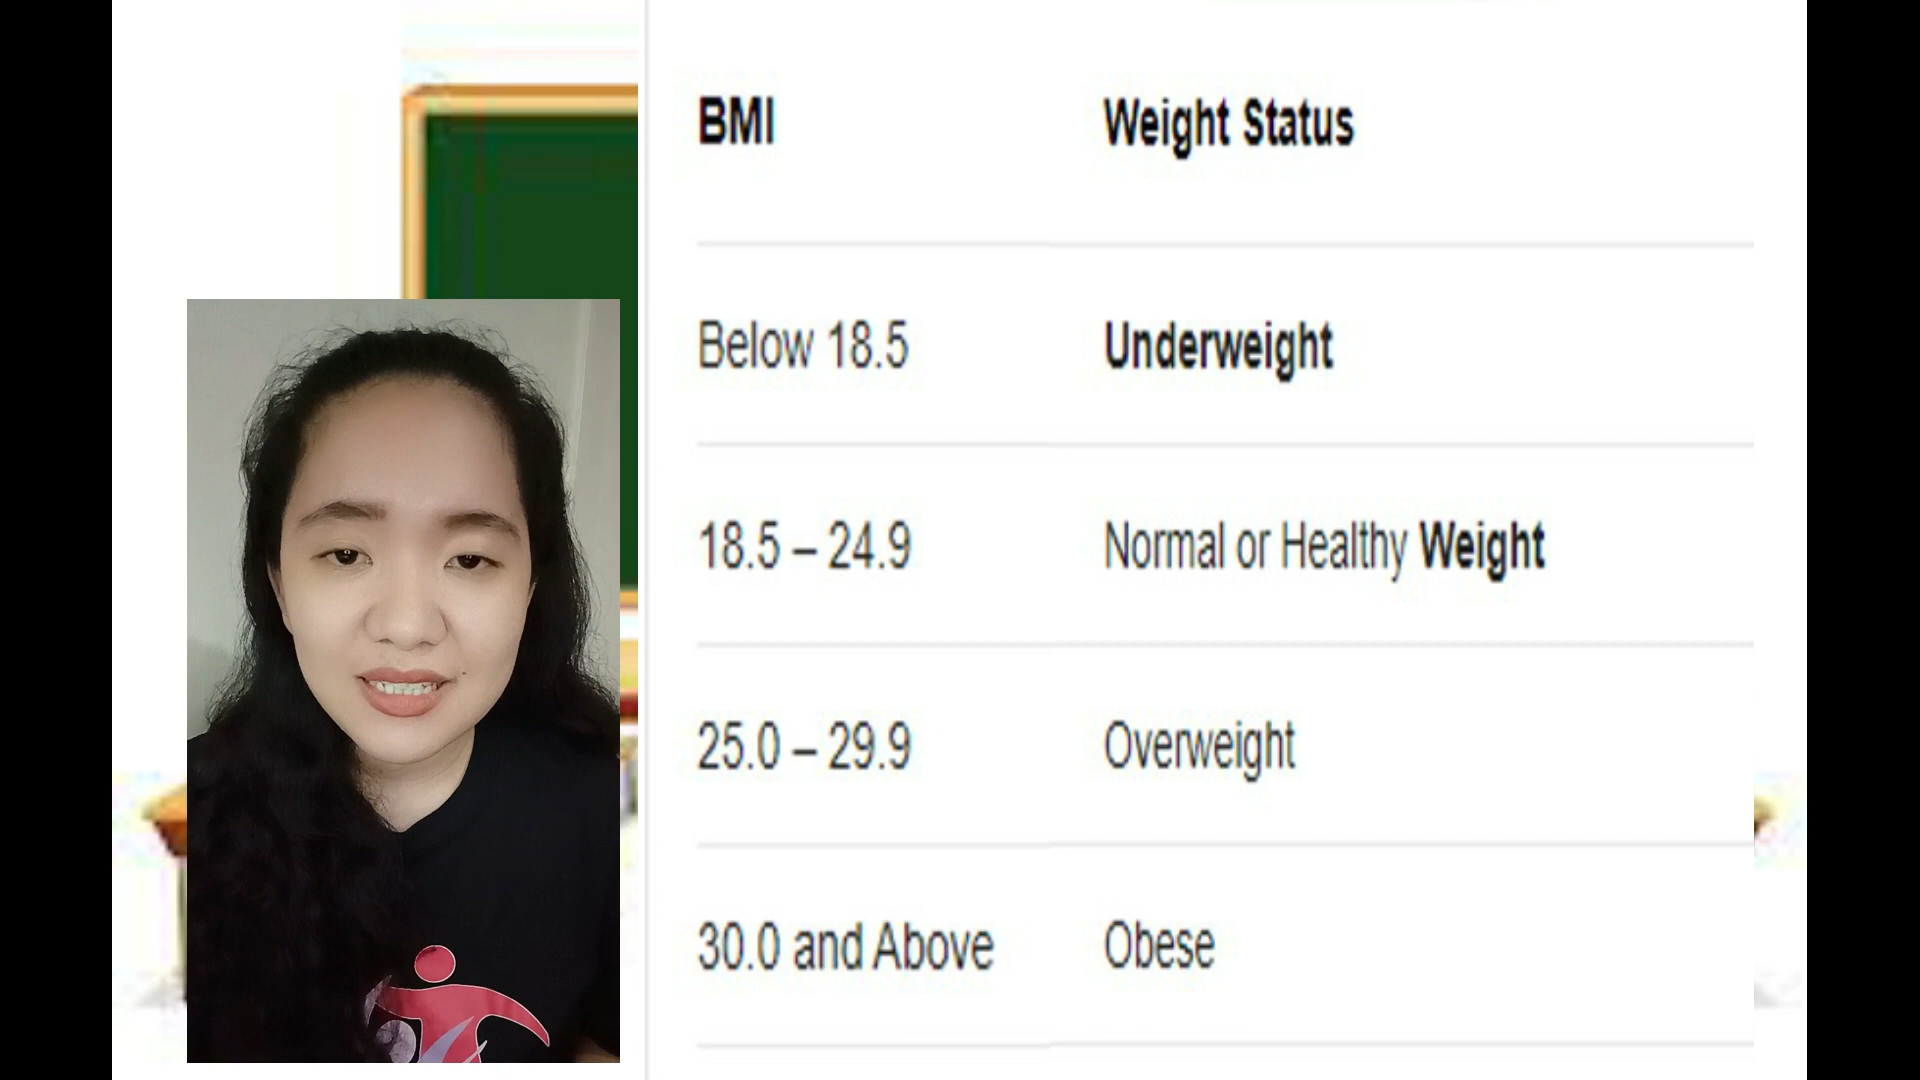 BMI Weight Status
Below 18.5 Underweight
18.5 – 24.9 Normal or Healthy Weight
25.0 – 29.9 Overweight
30.0 and Above Obese